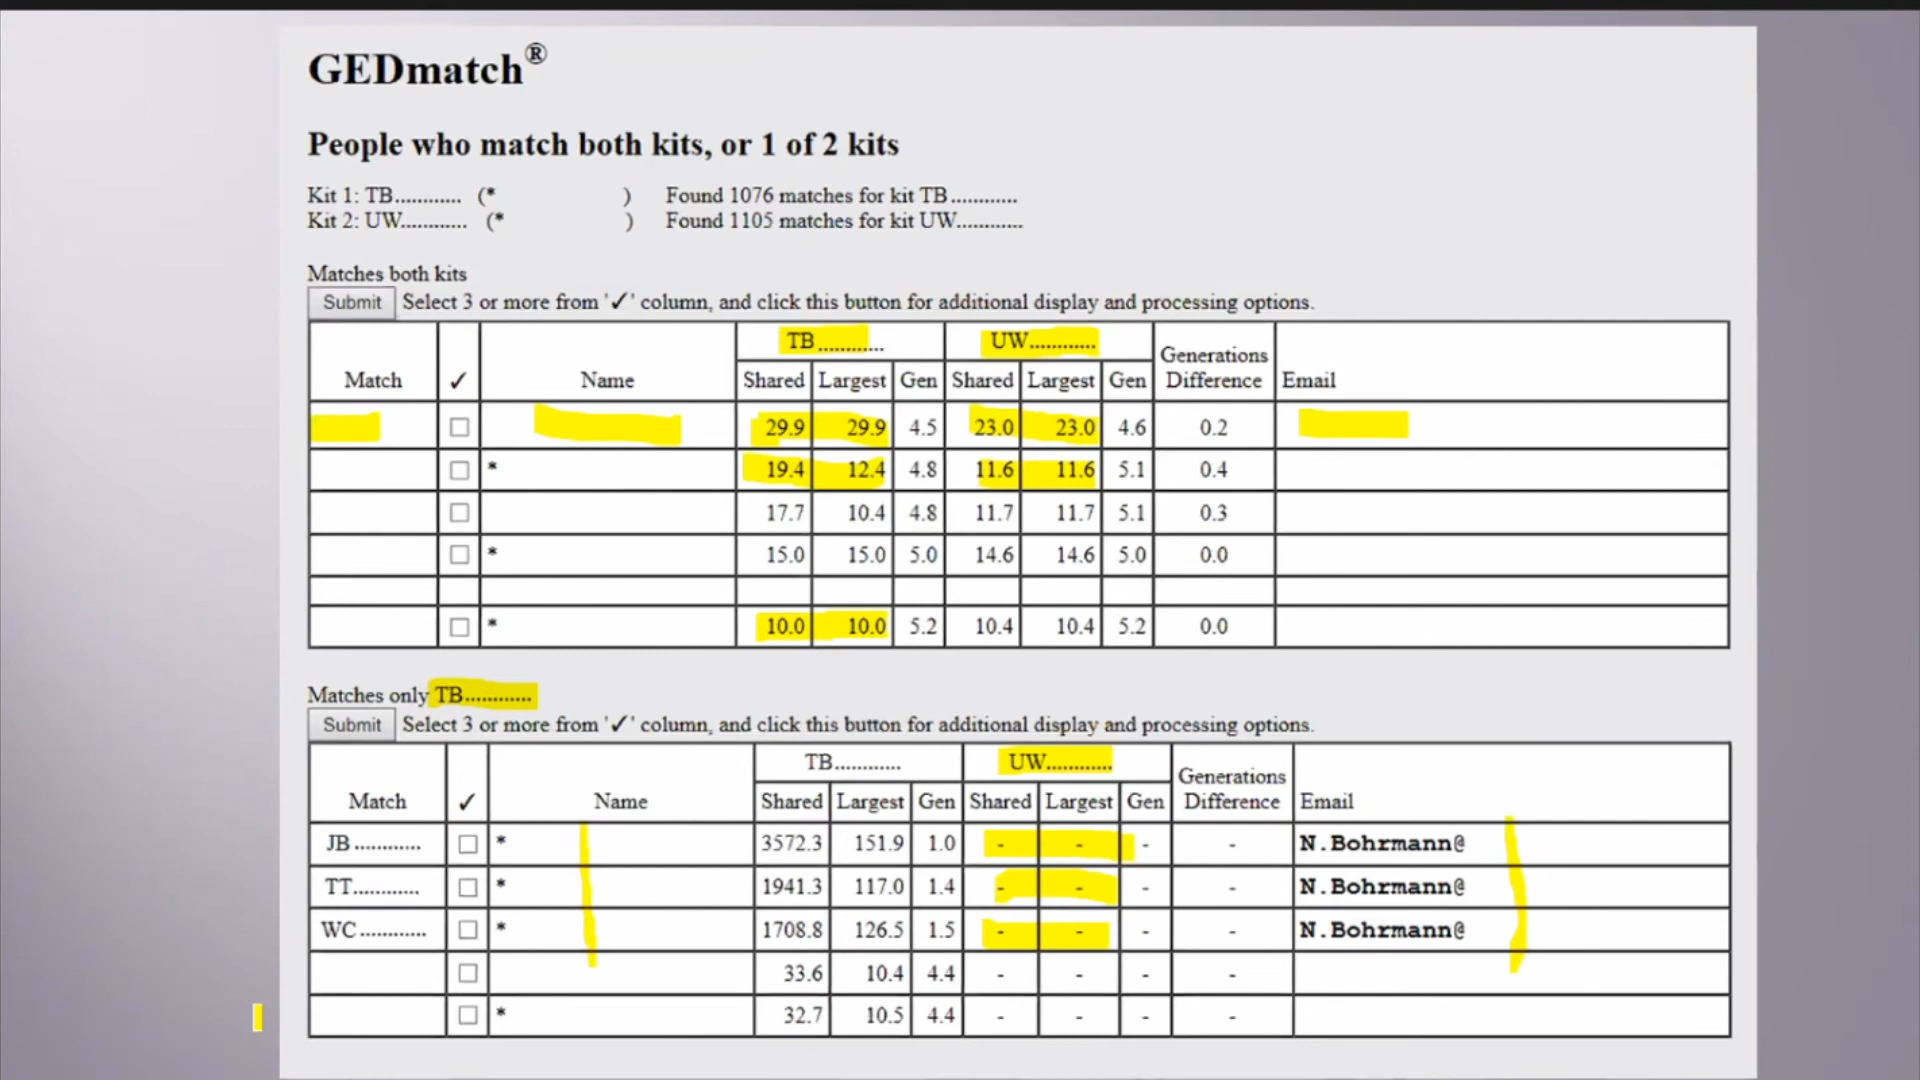 GEDmatch®
People who match both kits, or 1 of 2 kits
Kit 1: TB............ (* ) Found 1076 matches for kit TB............
Kit 2: UW............ (* ) Found 1105 matches for kit UW............
Matches both kits
Submit Select 3 or more from '✓' column, and click this button for additional display and processing options.
TB............ UW............
Match ✓ Name Shared Largest Gen Shared Largest Gen Generations Difference Email
29.9 29.9 4.5 23.0 23.0 4.6 0.2
* 19.4 12.4 4.8 11.6 11.6 5.1 0.4
17.7 10.4 4.8 11.7 11.7 5.1 0.3
* 15.0 15.0 5.0 14.6 14.6 5.0 0.0
* 10.0 10.0 5.2 10.4 10.4 5.2 0.0
Matches only TB............
Submit Select 3 or more from '✓' column, and click this button for additional display and processing options.
TB............ UW............
Match ✓ Name Shared Largest Gen Shared Largest Gen Generations Difference Email
JB ............ * 3572.3 151.9 1.0 - - - - N.Bohrmann@
TT............ * 1941.3 117.0 1.4 - - - - N.Bohrmann@
WC ............ * 1708.8 126.5 1.5 - - - - N.Bohrmann@
33.6 10.4 4.4 - - - -
* 32.7 10.5 4.4 - - - -